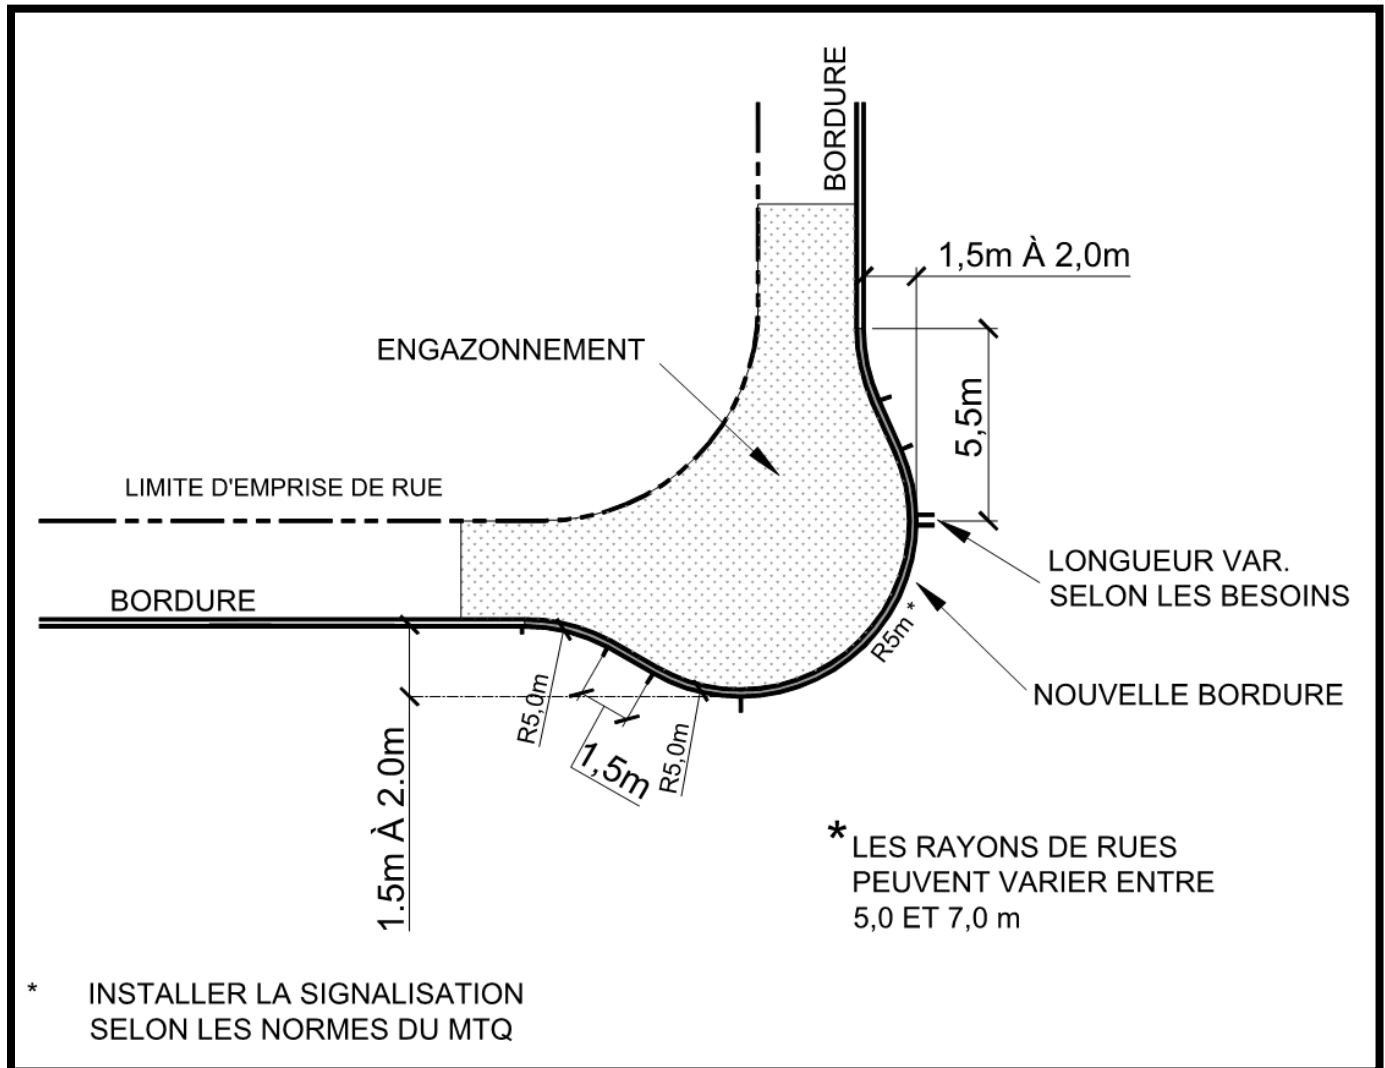 BORDURE
1,5m À 2,0m
ENGAZONNEMENT
5,5m
LIMITE D'EMPRISE DE RUE
LONGUEUR VAR.
SELON LES BESOINS
BORDURE
R5m *
NOUVELLE BORDURE
R5,0m
1,5m
R5,0m
1.5m À 2.0m
* LES RAYONS DE RUES
PEUVENT VARIER ENTRE
5,0 ET 7,0 m
* INSTALLER LA SIGNALISATION
SELON LES NORMES DU MTQ